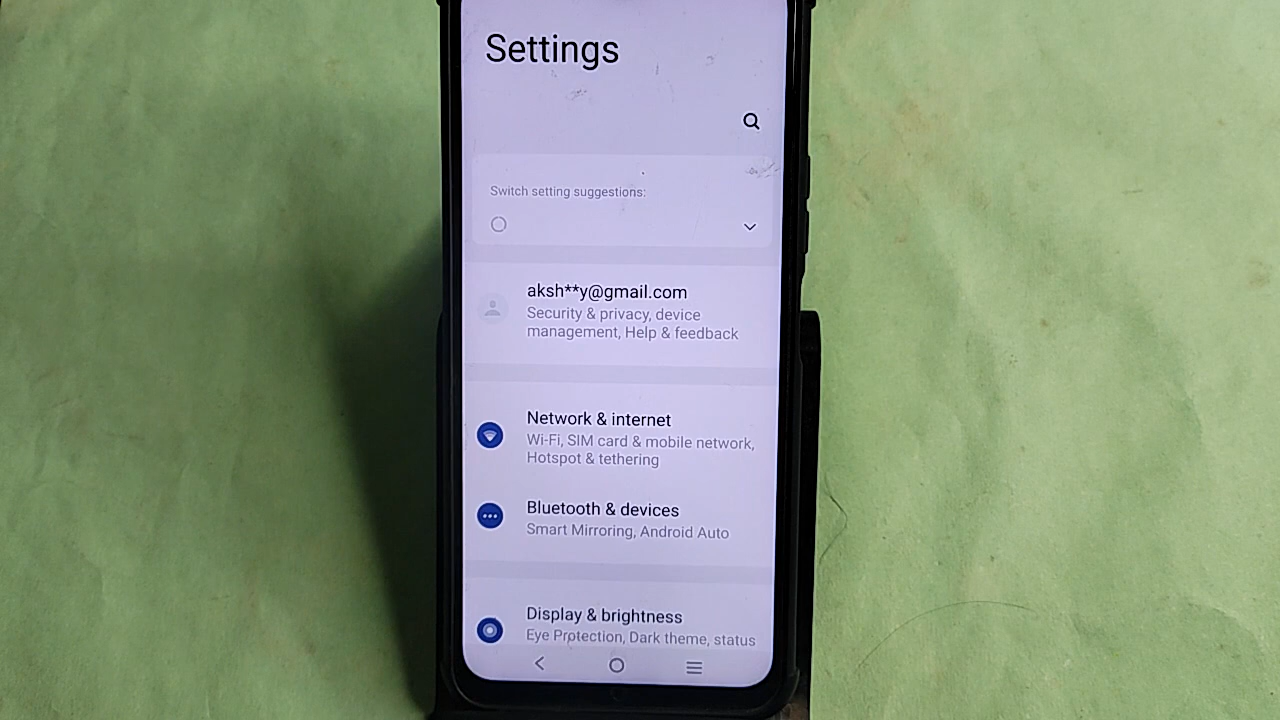 Settings
Switch setting suggestions:
aksh**y@gmail.com
Security & privacy, device
management, Help & feedback
Network & internet
Wi-Fi, SIM card & mobile network,
Hotspot & tethering
Bluetooth & devices
Smart Mirroring, Android Auto
Display & brightness
Eye Protection, Dark theme, status